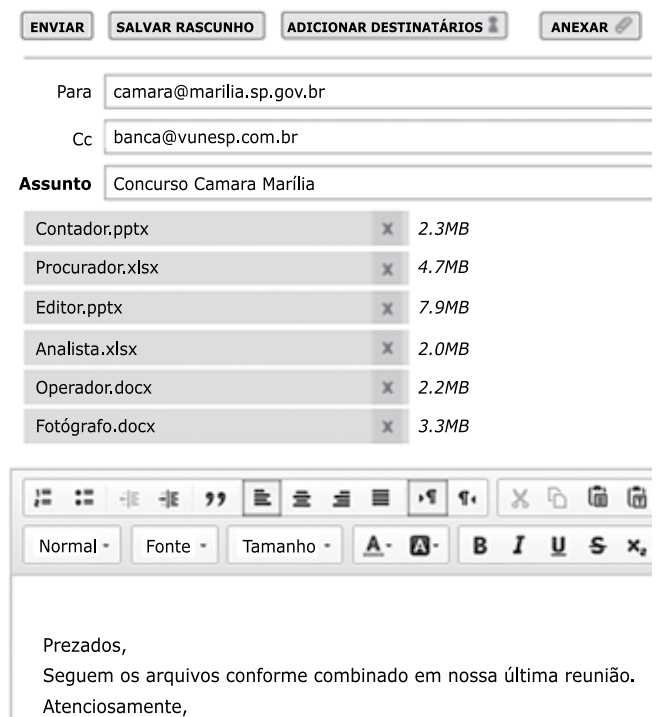 ENVIAR SALVAR RASCUNHO ADICIONAR DESTINATÁRIOS ANEXAR
Para camara@marilia.sp.gov.br
Cc banca@vunesp.com.br
Assunto Concurso Camara Marília
Contador.pptx x 2.3MB
Procurador.xlsx x 4.7MB
Editor.pptx x 7.9MB
Analista.xlsx x 2.0MB
Operador.docx x 2.2MB
Fotógrafo.docx x 3.3MB
Normal Fonte Tamanho A A B I U S x₂
Prezados,
Seguem os arquivos conforme combinado em nossa última reunião.
Atenciosamente,